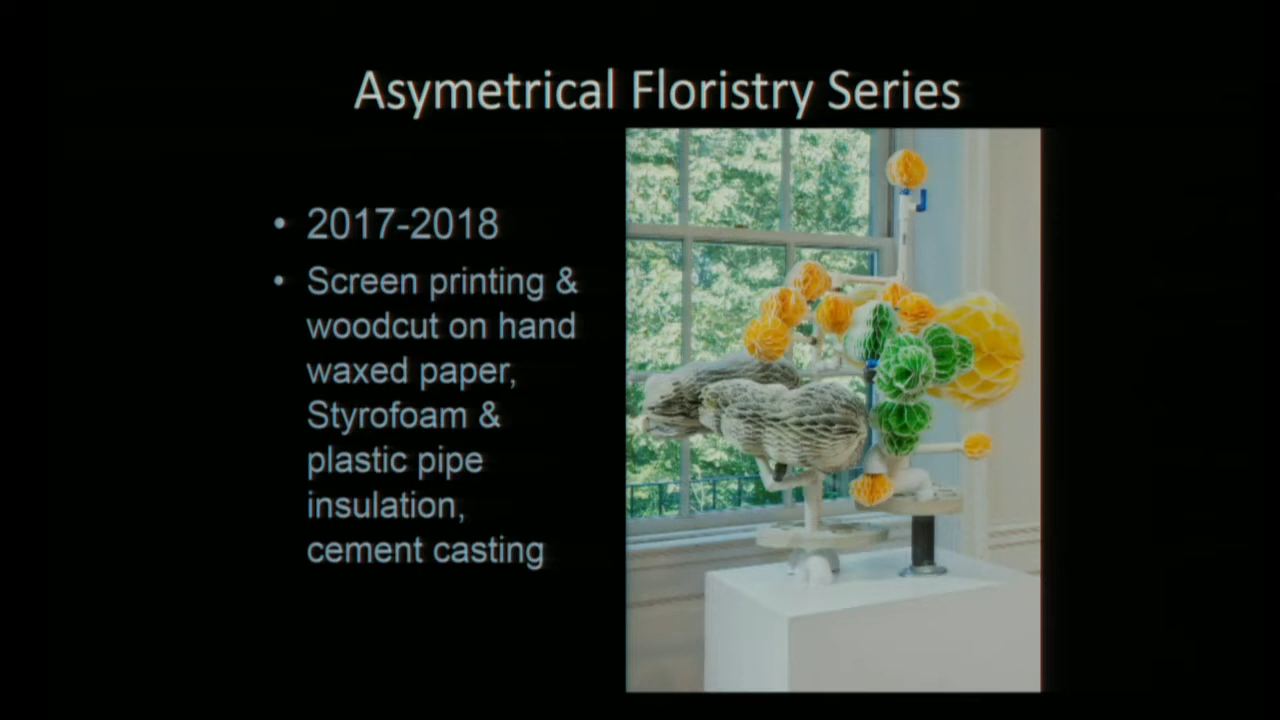 Asymetrical Floristry Series
• 2017-2018
• Screen printing &
woodcut on hand
waxed paper,
Styrofoam &
plastic pipe
insulation,
cement casting